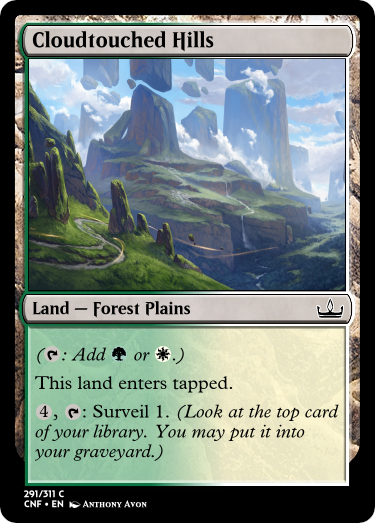 Cloudtouched Hills
Land — Forest Plains
(: Add or .)
This land enters tapped.
4, : Surveil 1. (Look at the top card
of your library. You may put it into
your graveyard.)
291/311 C
CNF • EN Anthony Avon